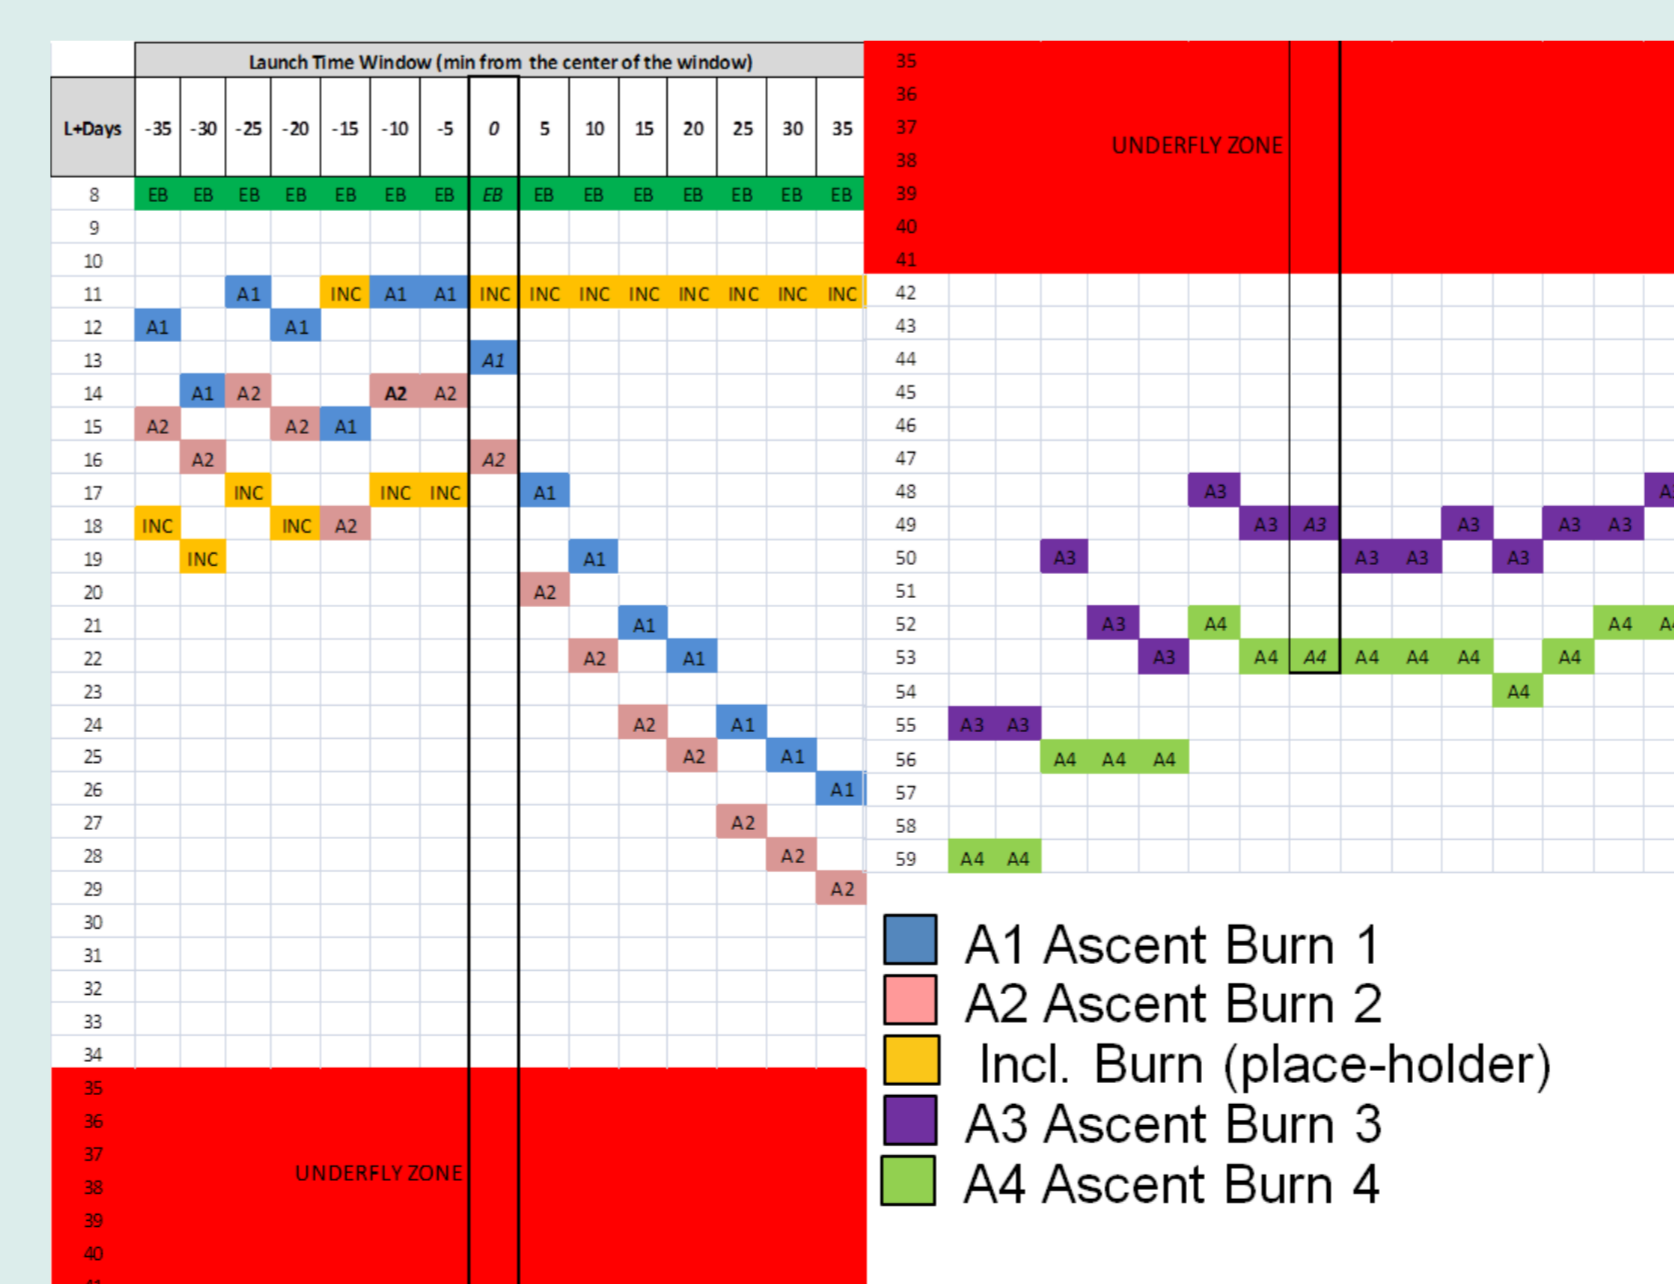 Launch Time Window (min from the center of the window)
L+Days -35 -30 -25 -20 -15 -10 -5 0 5 10 15 20 25 30 35
8 EB EB EB EB EB EB EB EB EB EB EB EB EB EB EB
9
10
11 A1 INC A1 A1 INC INC INC INC INC INC INC INC
12 A1 A1
13 A1
14 A1 A2 A2 A2
15 A2 A2 A1
16 A2 A2
17 INC INC INC A1
18 INC INC A2
19 INC A1
20 A2
21 A1
22 A2 A1
23
24 A2 A1
25 A2 A1
26 A1
27 A2
28 A2
29 A2
30
31
32
33
34
35
36
37
UNDERFLY ZONE
38
39
40
35
36
37
UNDERFLY ZONE
38
39
40
41
42
43
44
45
46
47
48 A3
49 A3 A3 A3 A3 A3
50 A3 A3 A3 A3
51
52 A3 A4 A4
53 A3 A4 A4 A4 A4 A4 A4
54 A4
55 A3 A3
56 A4 A4 A4
57
58
59 A4 A4
A1 Ascent Burn 1
A2 Ascent Burn 2
Incl. Burn (place-holder)
A3 Ascent Burn 3
A4 Ascent Burn 4